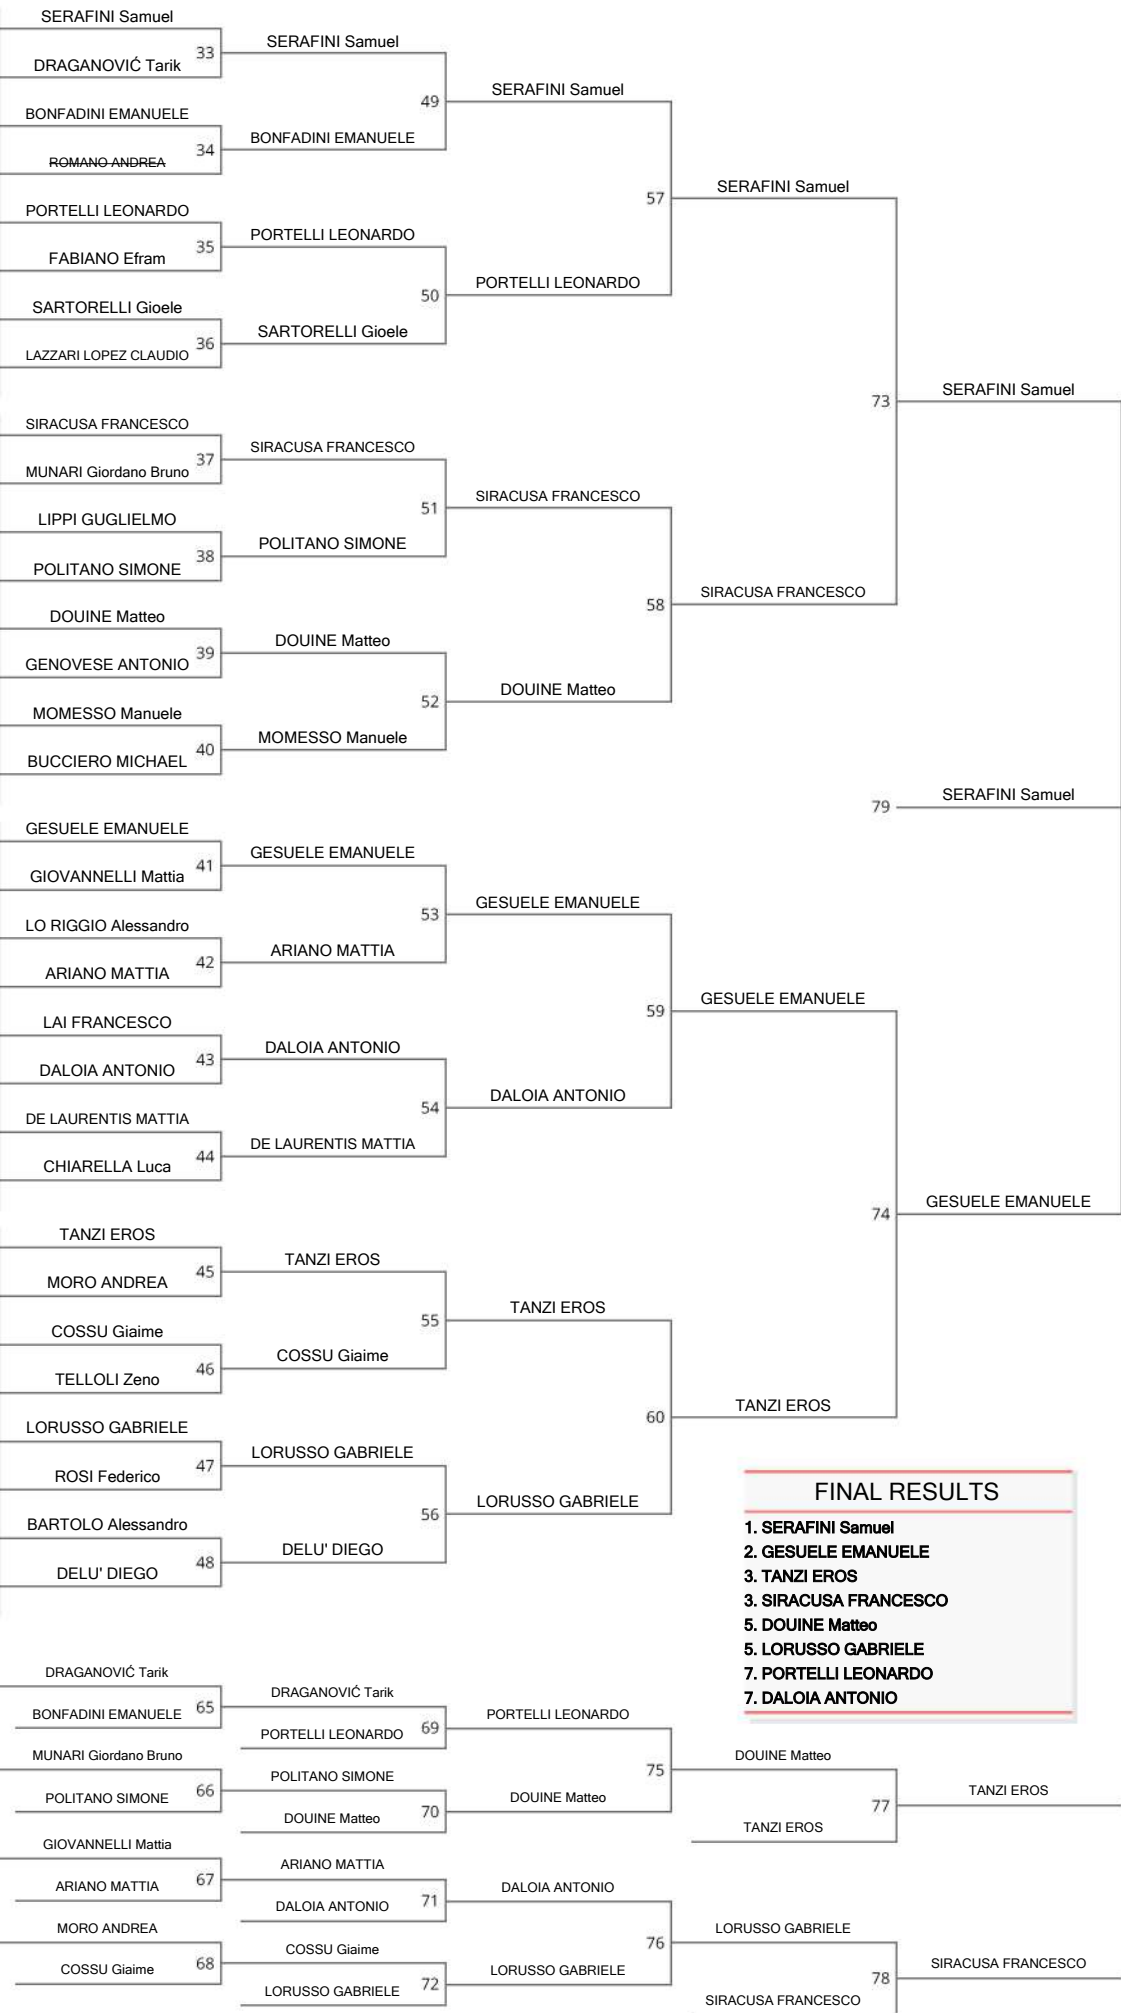 SERAFINI Samuel
33
DRAGANOVIĆ Tarik
SERAFINI Samuel
49
BONFADINI EMANUELE
34
ROMANO ANDREA
BONFADINI EMANUELE
SERAFINI Samuel
57
PORTELLI LEONARDO
35
FABIANO Efram
PORTELLI LEONARDO
50
SARTORELLI Gioele
36
LAZZARI LOPEZ CLAUDIO
SARTORELLI Gioele
PORTELLI LEONARDO
SERAFINI Samuel
73
SIRACUSA FRANCESCO
37
MUNARI Giordano Bruno
SIRACUSA FRANCESCO
51
LIPPI GUGLIELMO
38
POLITANO SIMONE
POLITANO SIMONE
SIRACUSA FRANCESCO
58
DOUINE Matteo
39
GENOVESE ANTONIO
DOUINE Matteo
52
MOMESSO Manuele
40
BUCCIERO MICHAEL
MOMESSO Manuele
DOUINE Matteo
SIRACUSA FRANCESCO
SERAFINI Samuel
79
SERAFINI Samuel
GESUELE EMANUELE
41
GIOVANNELLI Mattia
GESUELE EMANUELE
53
LO RIGGIO Alessandro
42
ARIANO MATTIA
ARIANO MATTIA
GESUELE EMANUELE
59
LAI FRANCESCO
43
DALOIA ANTONIO
DALOIA ANTONIO
54
DE LAURENTIS MATTIA
44
CHIARELLA Luca
DE LAURENTIS MATTIA
DALOIA ANTONIO
GESUELE EMANUELE
74
GESUELE EMANUELE
TANZI EROS
45
MORO ANDREA
TANZI EROS
55
COSSU Giaime
46
TELLOLI Zeno
COSSU Giaime
TANZI EROS
60
LORUSSO GABRIELE
47
ROSI Federico
LORUSSO GABRIELE
56
BARTOLO Alessandro
48
DELU' DIEGO
DELU' DIEGO
LORUSSO GABRIELE
TANZI EROS
FINAL RESULTS
1. SERAFINI Samuel
2. GESUELE EMANUELE
3. TANZI EROS
3. SIRACUSA FRANCESCO
5. DOUINE Matteo
5. LORUSSO GABRIELE
7. PORTELLI LEONARDO
7. DALOIA ANTONIO
DRAGANOVIĆ Tarik
65
BONFADINI EMANUELE
DRAGANOVIĆ Tarik
69
PORTELLI LEONARDO
PORTELLI LEONARDO
75
MUNARI Giordano Bruno
66
POLITANO SIMONE
POLITANO SIMONE
70
DOUINE Matteo
DOUINE Matteo
DOUINE Matteo
77
TANZI EROS
TANZI EROS
GIOVANNELLI Mattia
67
ARIANO MATTIA
ARIANO MATTIA
71
DALOIA ANTONIO
DALOIA ANTONIO
76
MORO ANDREA
68
COSSU Giaime
COSSU Giaime
72
LORUSSO GABRIELE
LORUSSO GABRIELE
LORUSSO GABRIELE
78
SIRACUSA FRANCESCO
SIRACUSA FRANCESCO